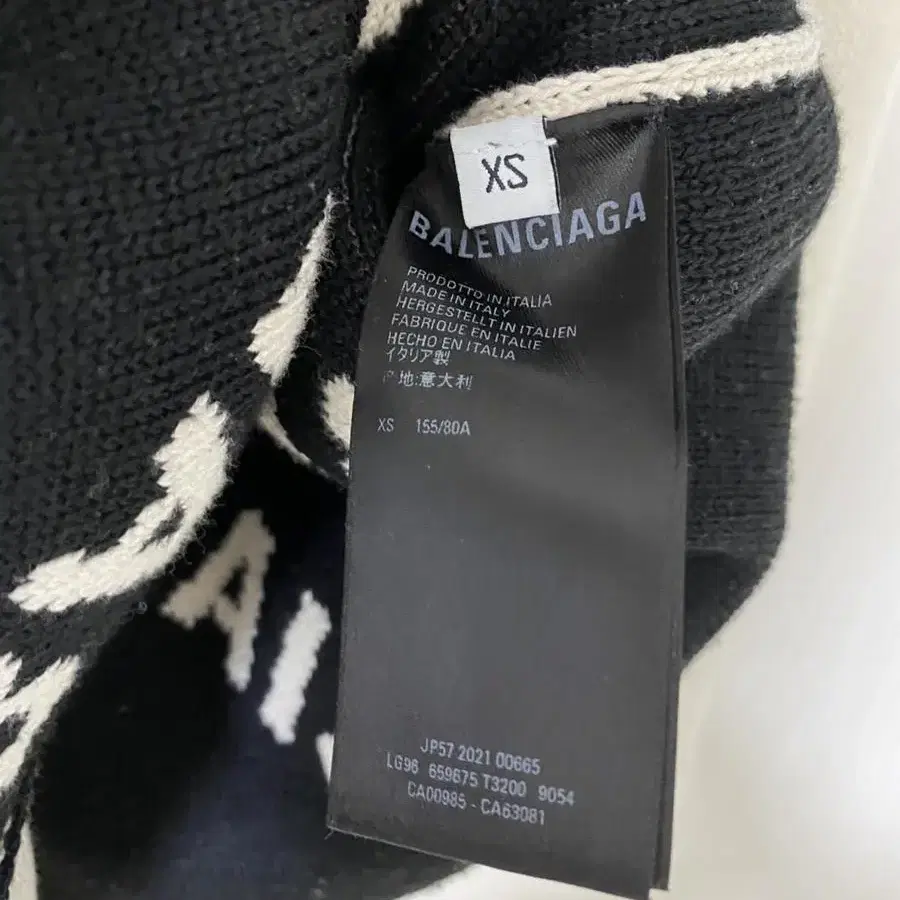 XS
BALENCIAGA
PRODOTTO IN ITALIA
MADE IN ITALY
HERGESTELLT IN ITALIEN
FABRIQUE EN ITALIE
HECHO EN ITALIA
イタリア製
地:意大利
XS 155/80A
JP57 2021 00665
LG96 659675 T3200 9054
CA00985 - CA63081